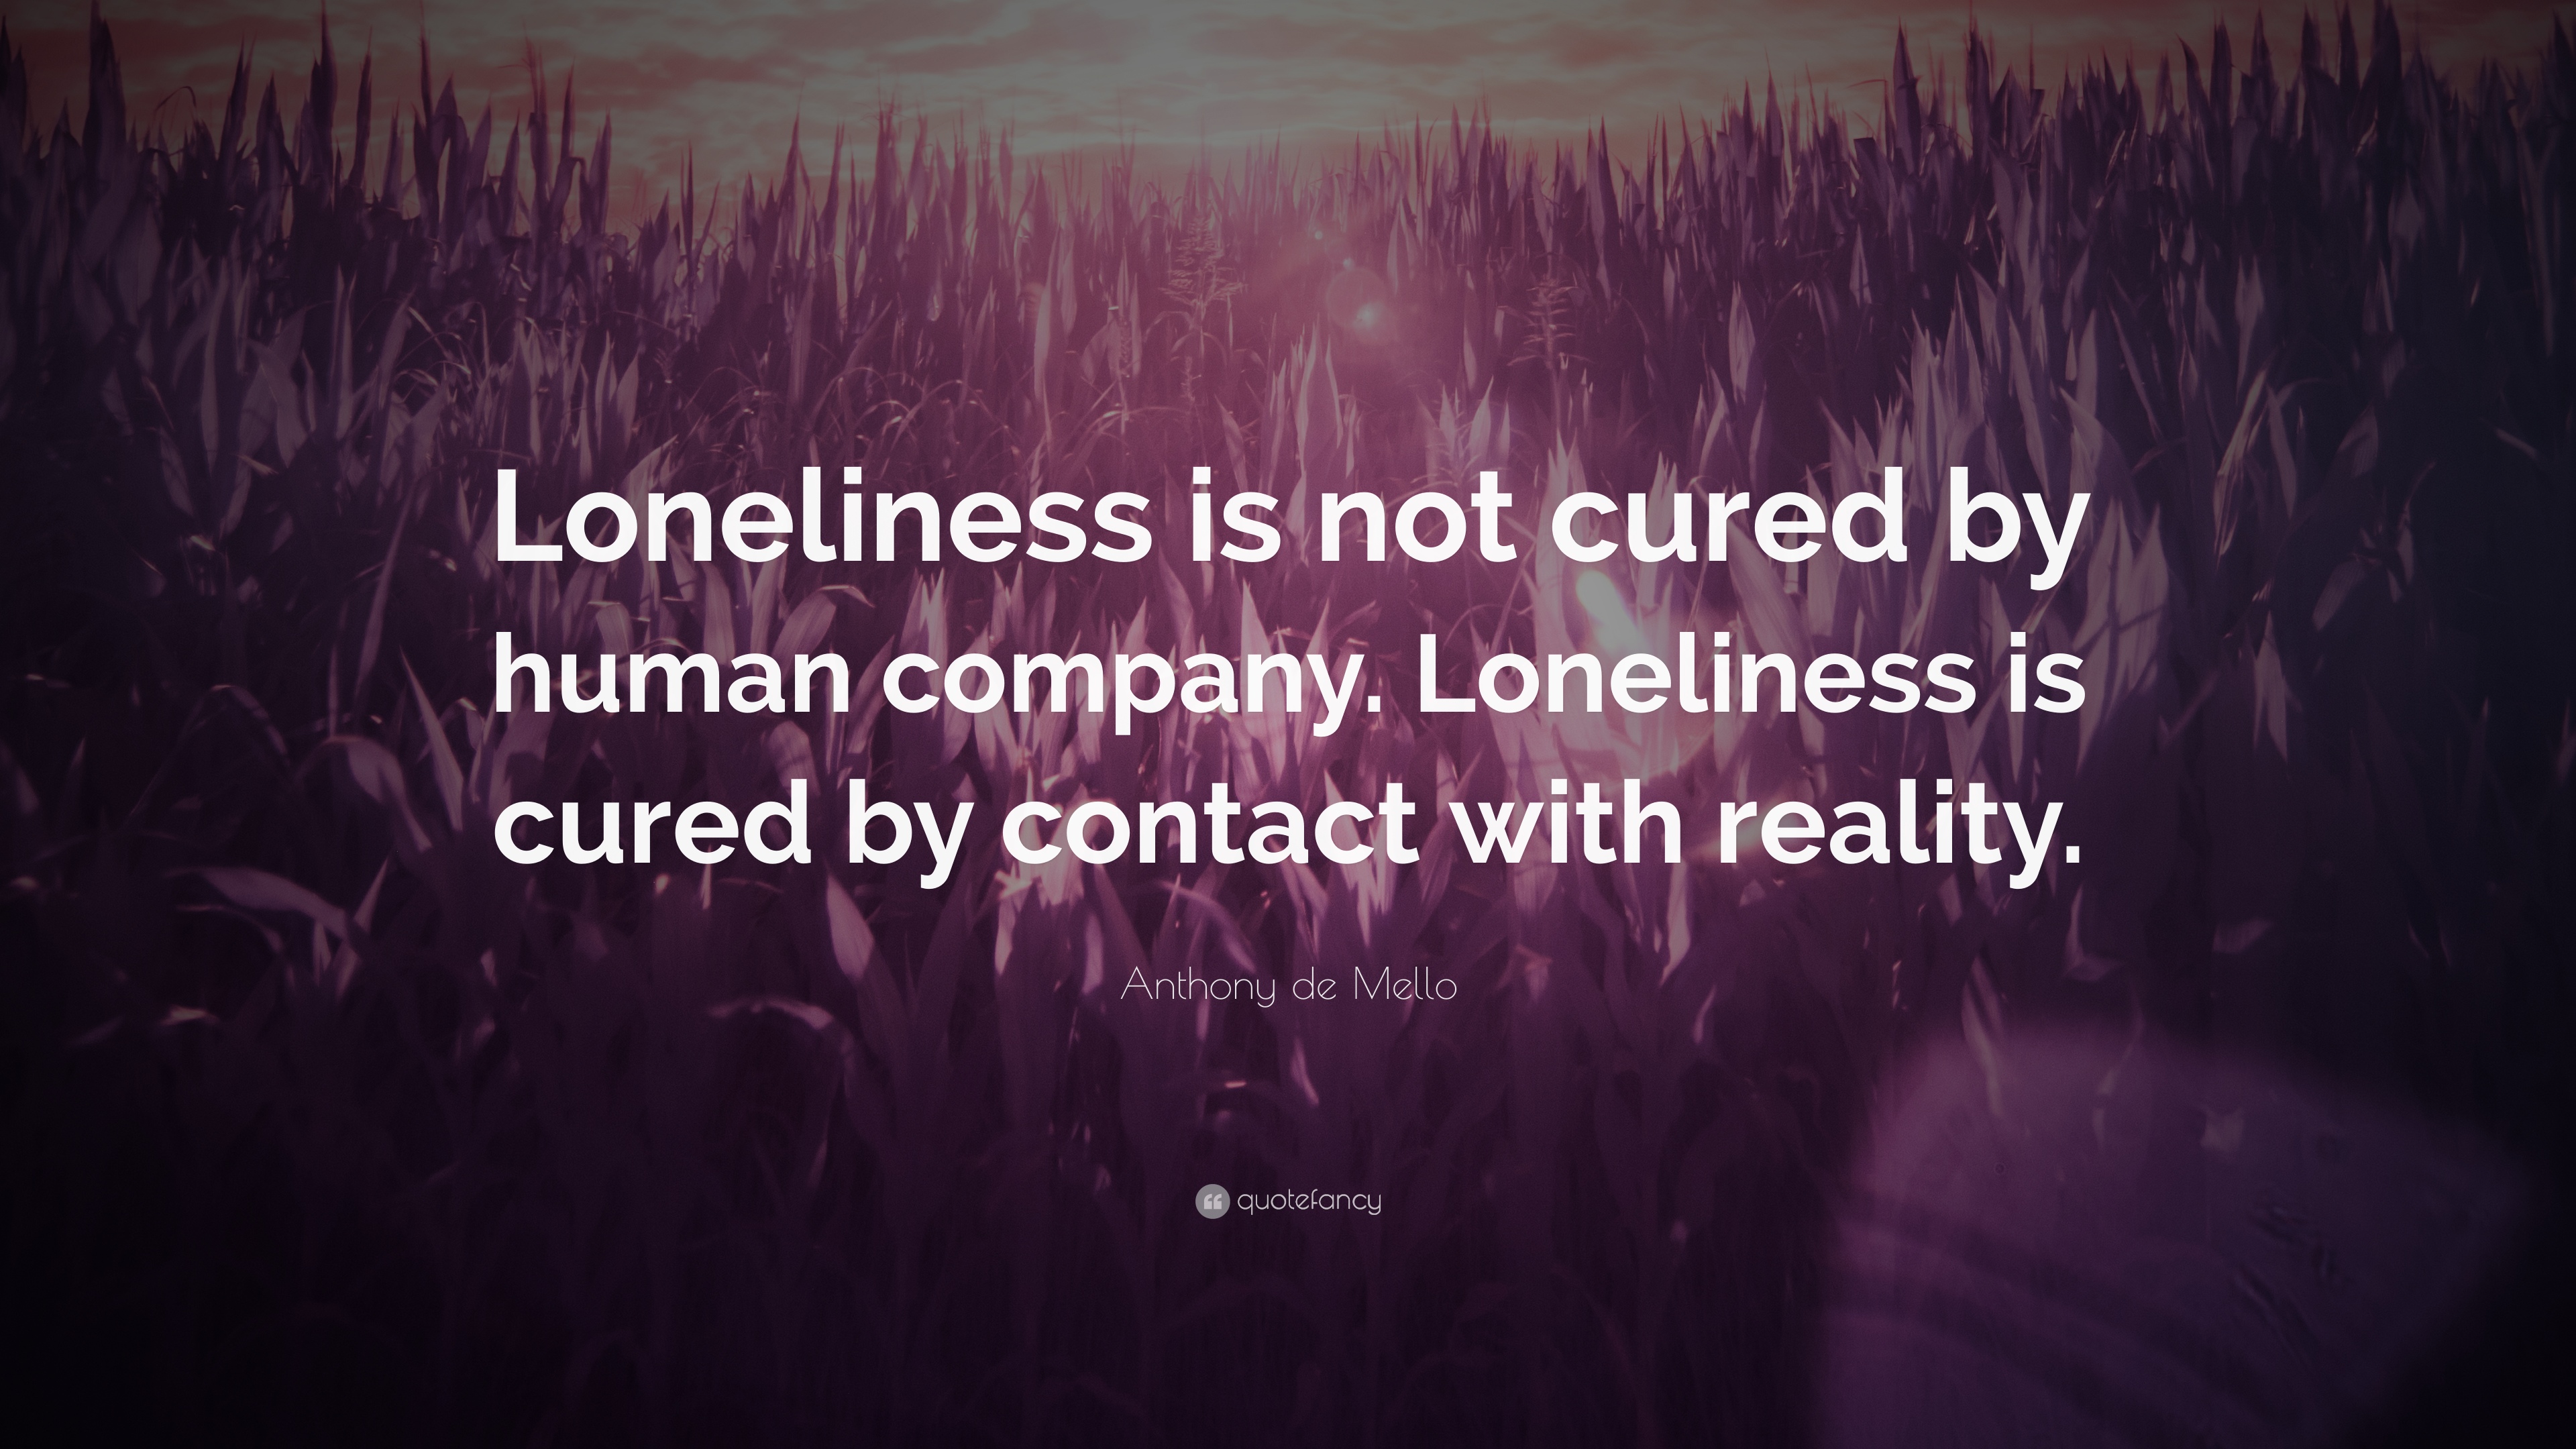 Loneliness is not cured by
human company. Loneliness is
cured by contact with reality.
Anthony de Mello
quotefancy